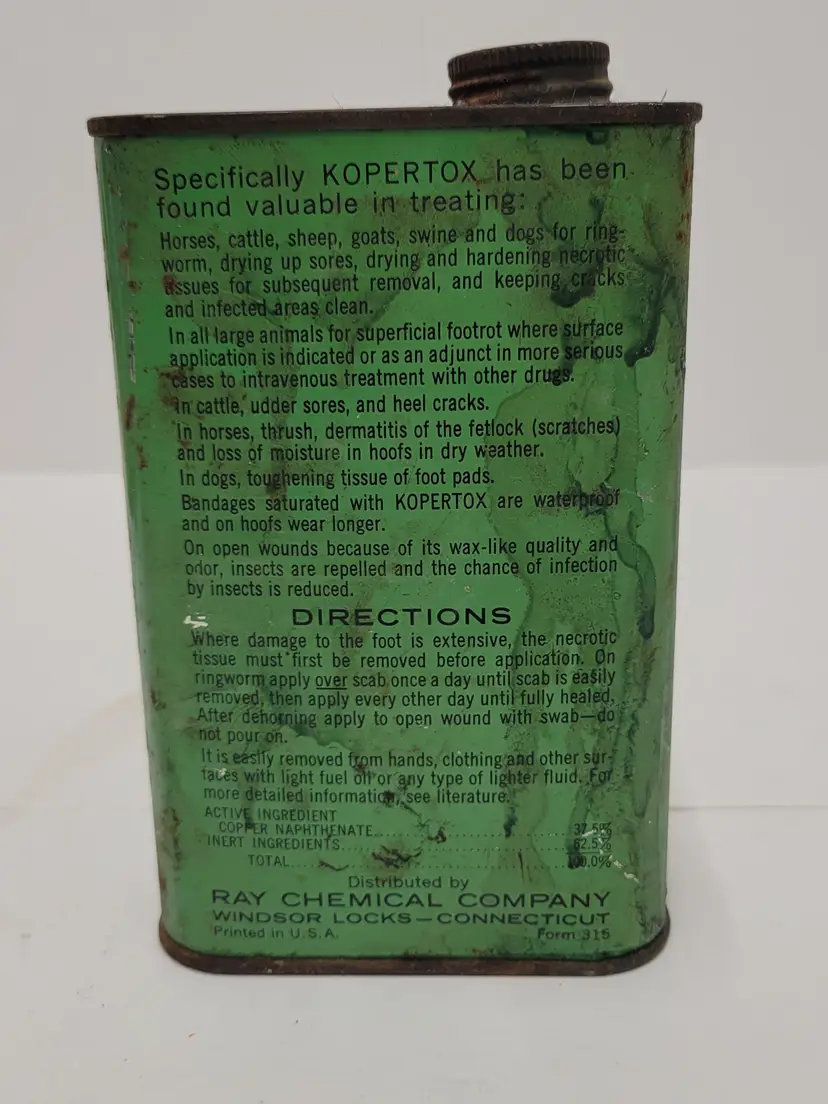 Specifically KOPERTOX has been
found valuable in treating:
Horses, cattle, sheep, goats, swine and dogs for ring-
worm, drying up sores, drying and hardening necrotic
tissues for subsequent removal, and keeping cracks
and infected areas clean.
In all large animals for superficial footrot where surface
application is indicated or as an adjunct in more serious
cases to intravenous treatment with other drugs.
In cattle, udder sores, and heel cracks.
In horses, thrush, dermatitis of the fetlock (scratches)
and loss of moisture in hoofs in dry weather.
In dogs, toughening tissue of foot pads.
Bandages saturated with KOPERTOX are waterproof
and on hoofs wear longer.
On open wounds because of its wax-like quality and
odor, insects are repelled and the chance of infection
by insects is reduced.
DIRECTIONS
Where damage to the foot is extensive, the necrotic
tissue must first be removed before application. On
ringworm apply over scab once a day until scab is easily
removed, then apply every other day until fully healed.
After dehorning apply to open wound with swab—do
not pour on.
It is easily removed from hands, clothing and other sur-
faces with light fuel oil or any type of lighter fluid. For
more detailed information, see literature.
ACTIVE INGREDIENT
COPPER NAPHTHENATE 37.5%
INERT INGREDIENTS 62.5%
TOTAL 100.0%
Distributed by
RAY CHEMICAL COMPANY
WINDSOR LOCKS—CONNECTICUT
Printed in U.S.A. Form 315